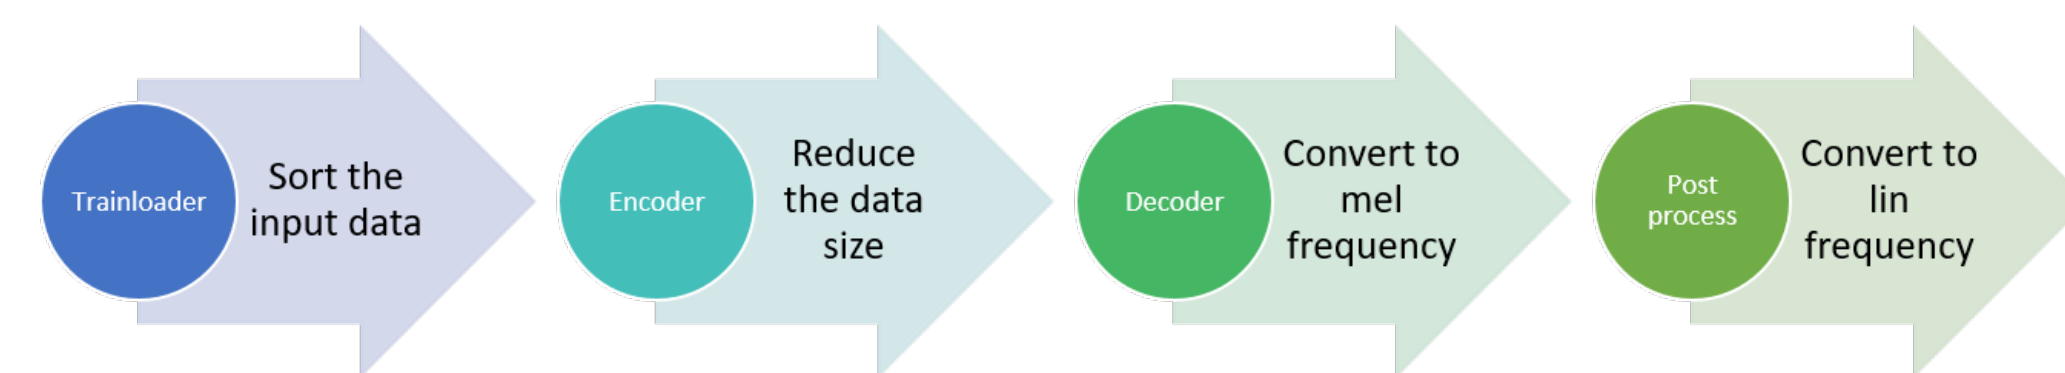 Trainloader
Sort the
input data
Encoder
Reduce
the data
size
Decoder
Convert to
mel
frequency
Post
process
Convert to
lin
frequency